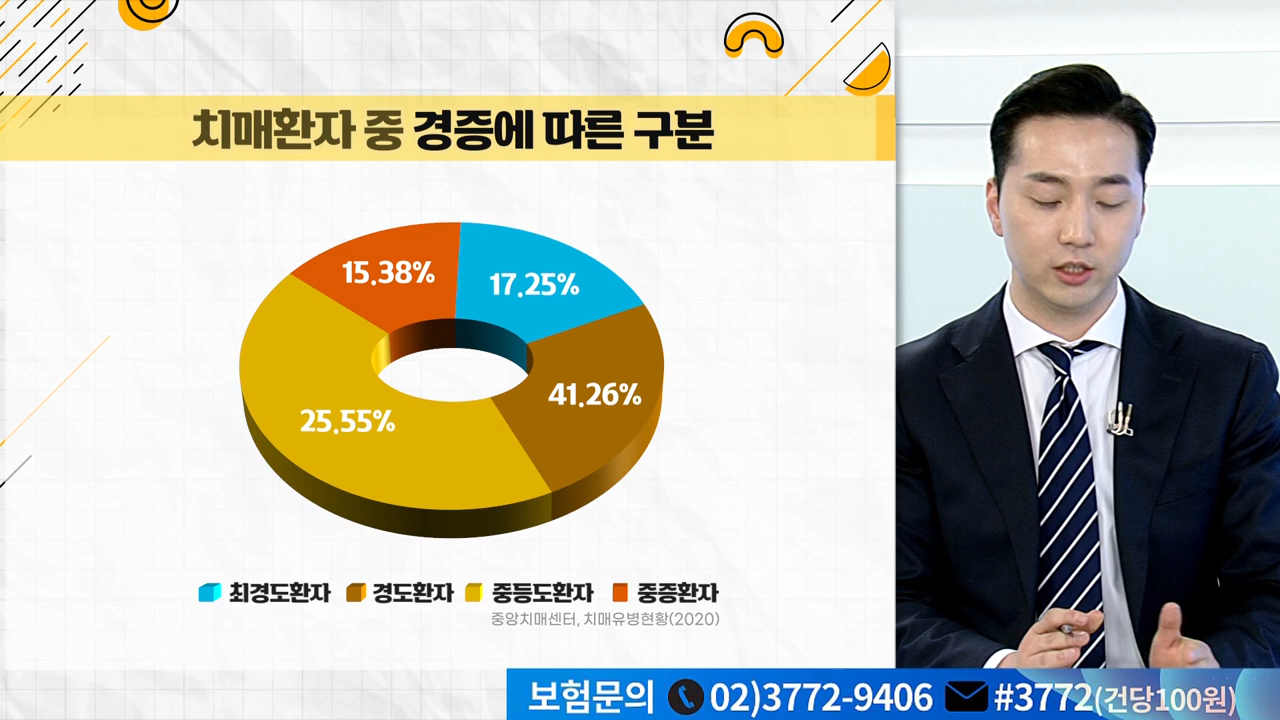 치매환자 중 경증에 따른 구분
15.38%
17.25%
41.26%
25.55%
최경도환자 경도환자 중등도환자 중증환자
중앙치매센터, 치매유병현황(2020)
보험문의 02)3772-9406 #3772(건당100원)